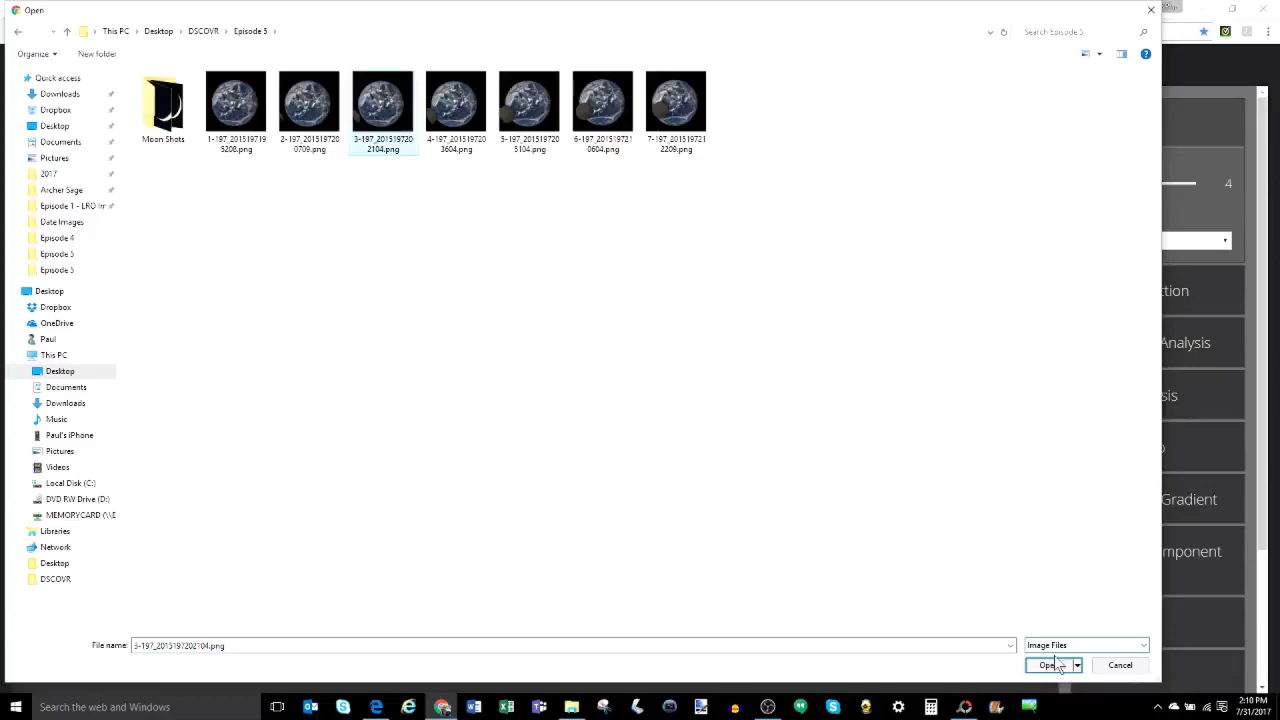 Open
This PC > Desktop > DSCOVR > Episode 5 >
Search Episode 5
Organize
New folder
Quick access
Downloads
Dropbox
Desktop
Documents
Pictures
2017
Archer Sage
Episode 1 - LRO Im
Date Images
Episode 4
Episode 5
Episode 5
Desktop
Dropbox
OneDrive
Paul
This PC
Desktop
Documents
Downloads
Music
Paul's iPhone
Pictures
Videos
Local Disk (C:)
DVD RW Drive (D:)
MEMORYCARD (\\E
Libraries
Network
Desktop
DSCOVR
Moon Shots
1-197_201519719
5208.png
2-197_201519720
0709.png
3-197_201519720
2104.png
4-197_201519720
3604.png
5-197_201519720
5104.png
6-197_201519721
0604.png
7-197_201519721
2209.png
4
ction
Analysis
sis
Gradient
mponent
File name: 3-197_2015197202104.png
Image Files
Open
Cancel
Search the web and Windows
2:10 PM
7/31/2017